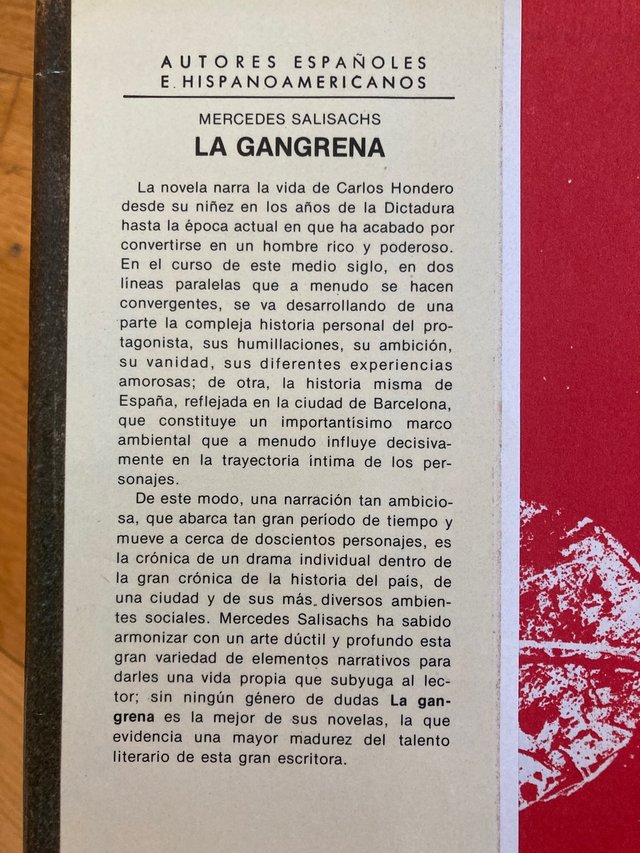 AUTORES ESPAÑOLES
E HISPANOAMERICANOS
MERCEDES SALISACHS
LA GANGRENA
La novela narra la vida de Carlos Hondero
desde su niñez en los años de la Dictadura
hasta la época actual en que ha acabado por
convertirse en un hombre rico y poderoso.
En el curso de este medio siglo, en dos
líneas paralelas que a menudo se hacen
convergentes, se va desarrollando de una
parte la compleja historia personal del pro-
tagonista, sus humillaciones, su ambición,
su vanidad, sus diferentes experiencias
amorosas; de otra, la historia misma de
España, reflejada en la ciudad de Barcelona,
que constituye un importantísimo marco
ambiental que a menudo influye decisiva-
mente en la trayectoria íntima de los per-
sonajes.
De este modo, una narración tan ambicio-
sa, que abarca tan gran período de tiempo y
mueve a cerca de doscientos personajes, es
la crónica de un drama individual dentro de
la gran crónica de la historia del país, de
una ciudad y de sus más diversos ambien-
tes sociales. Mercedes Salisachs ha sabido
armonizar con un arte dúctil y profundo esta
gran variedad de elementos narrativos para
darles una vida propia que subyuga al lec-
tor; sin ningún género de dudas La gan-
grena es la mejor de sus novelas, la que
evidencia una mayor madurez del talento
literario de esta gran escritora.